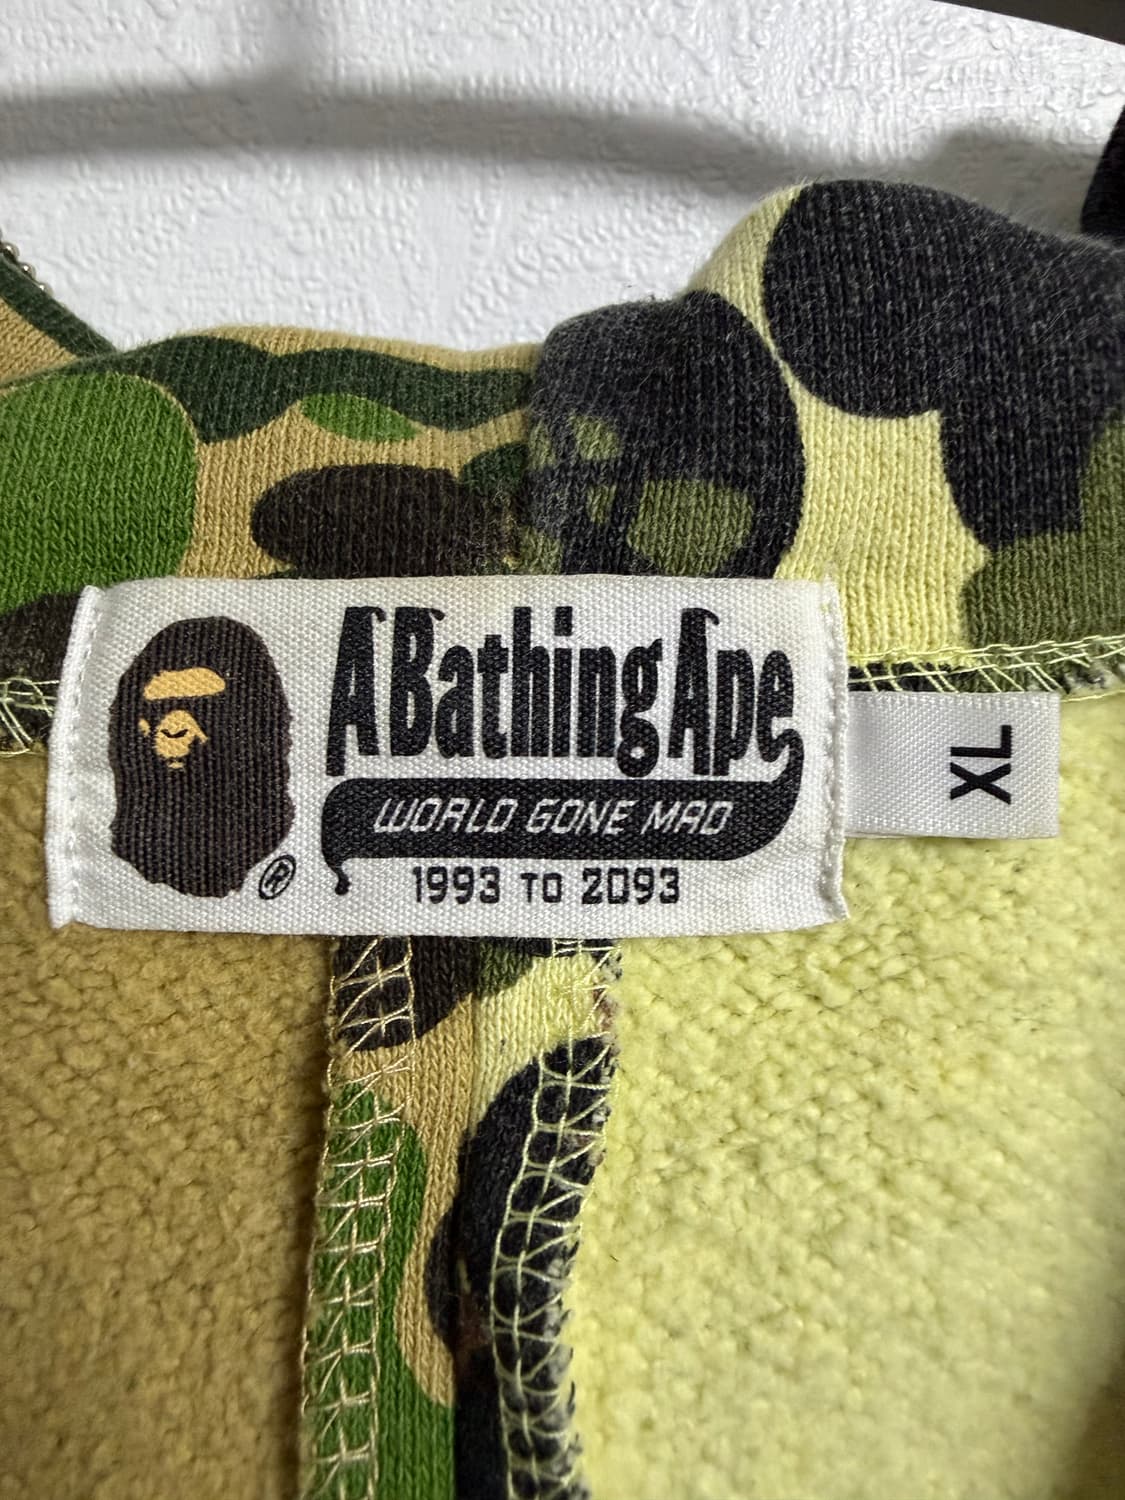 A Bathing Ape
WORLD GONE MAD
1993 TO 2093
®
XL